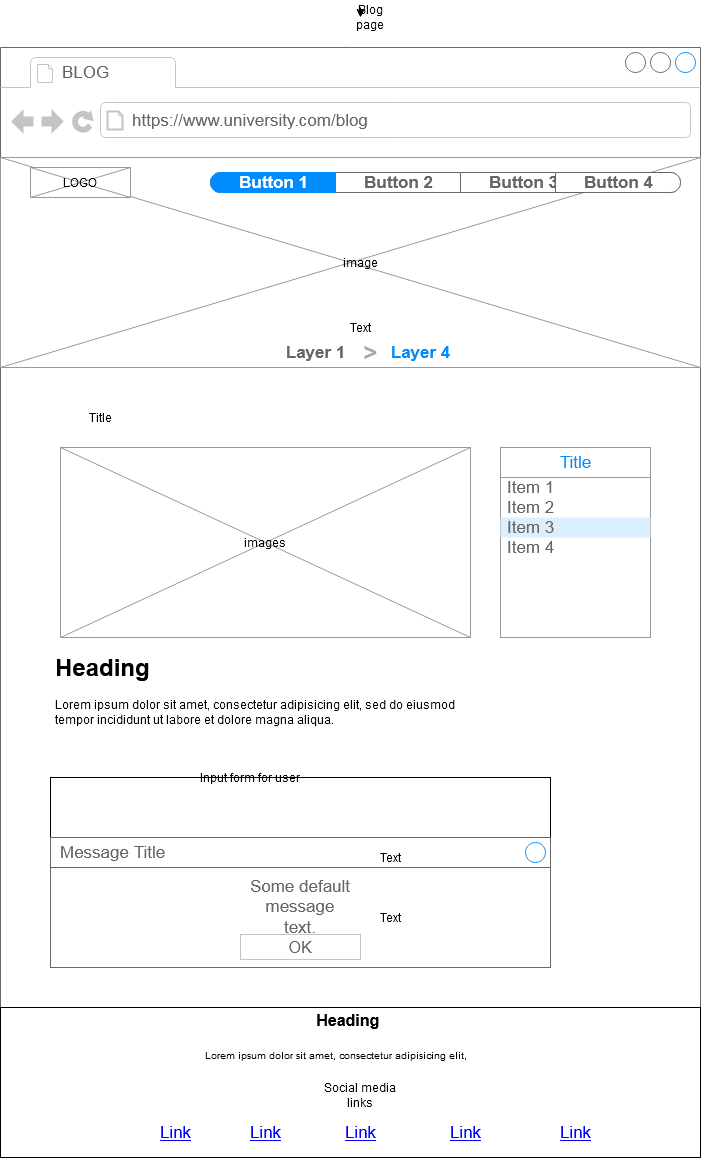 Blog
page
BLOG
https://www.university.com/blog
LOGO
Button 1
Button 2
Button 3
Button 4
image
Text
Layer 1 > Layer 4
Title
Title
Item 1
Item 2
Item 3
Item 4
images
Heading
Lorem ipsum dolor sit amet, consectetur adipisicing elit, sed do eiusmod
tempor incididunt ut labore et dolore magna aliqua.
Input form for user
Message Title
Text
Some default
message
text.
Text
OK
Heading
Lorem ipsum dolor sit amet, consectetur adipisicing elit,
Social media
links
Link Link Link Link Link